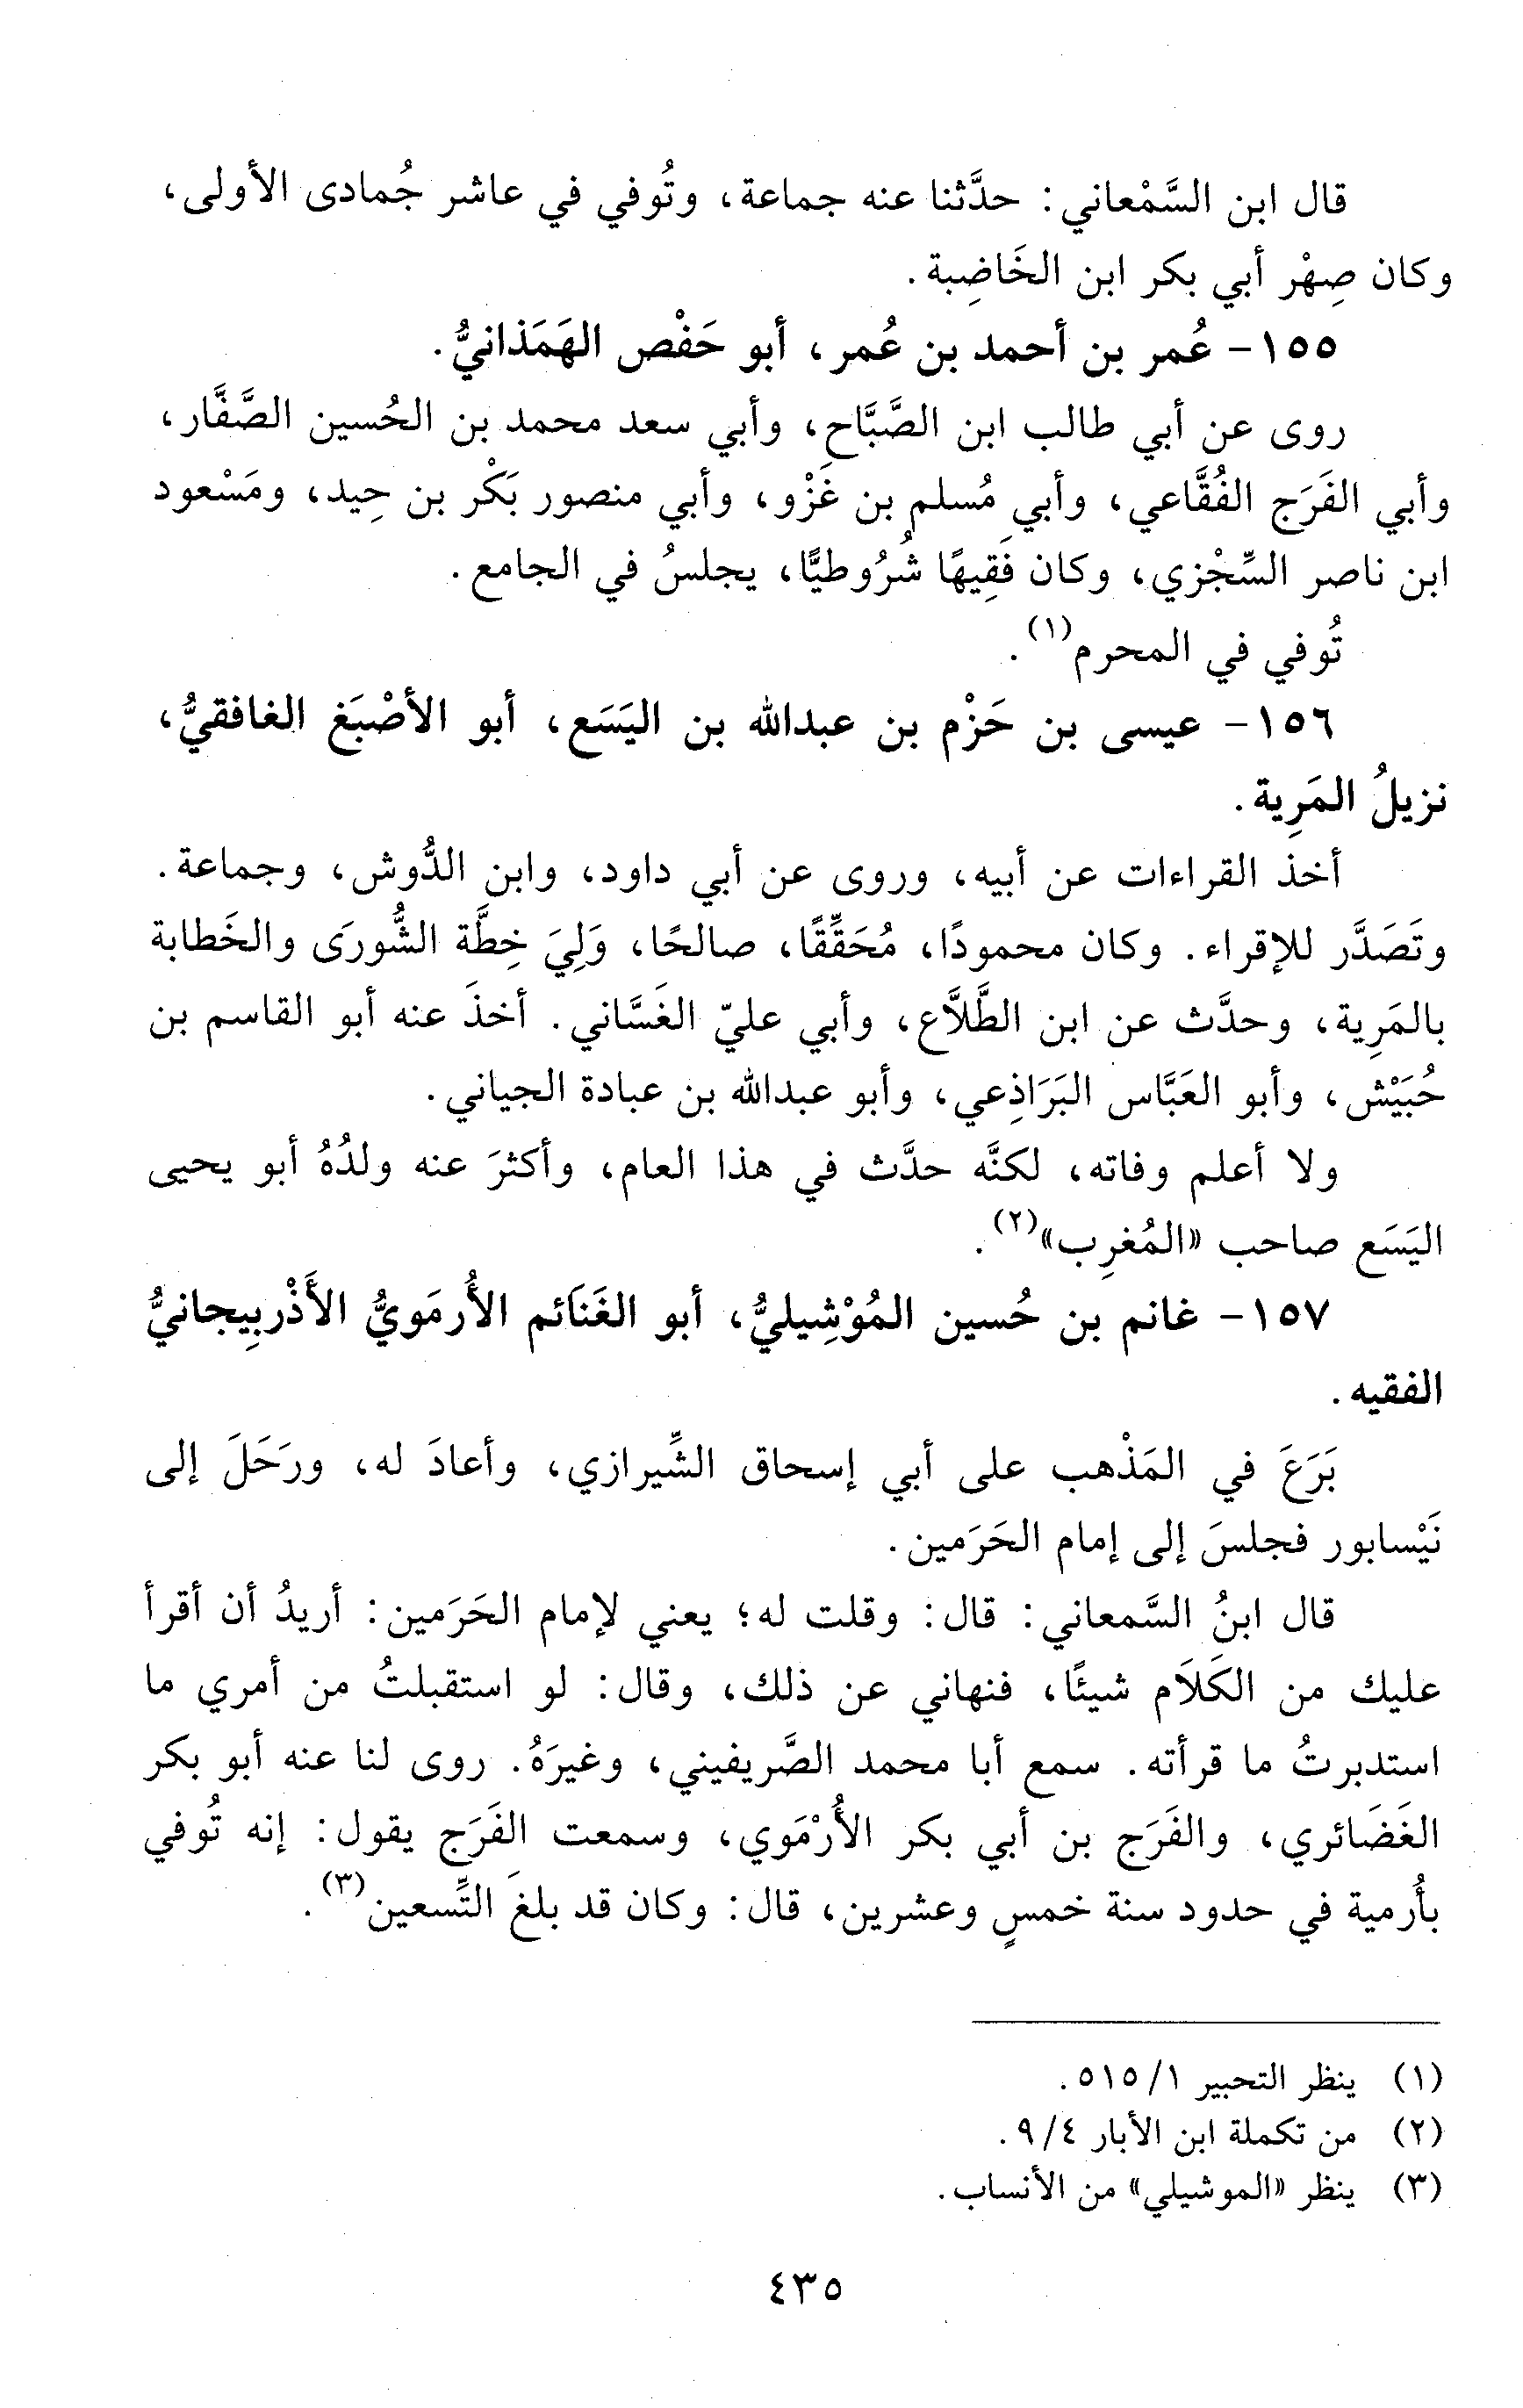 قال ابن السَّمْعاني: حدَّثنا عنه جماعة، وتُوفي في عاشر جُمادى الأولى،
وكان صِهْر أبي بكر ابن الخَاضِبة.
١٥٥- عُمر بن أحمد بن عُمر، أبو حَفْص الهَمَذانيُّ.
روى عن أبي طالب ابن الصَّبَّاح، وأبي سعد محمد بن الحُسين الصَّفَّار،
وأبي الفَرَج الفُقَّاعي، وأبي مُسلم بن غَزْو، وأبي منصور بَكْر بن حِيد، ومَسْعود
ابن ناصر السِّجْزي، وكان فَقِيهًا شُرُوطيًّا، يجلسُ في الجامع.
تُوفي في المحرم(١).
١٥٦- عيسى بن حَزْم بن عبدالله بن اليَسَع، أبو الأصْبَغ الغافقيُّ،
نزيلُ المَرِية.
أخذ القراءات عن أبيه، وروى عن أبي داود، وابن الدُّوش، وجماعة.
وتَصَدَّر للإقراء. وكان محمودًا، مُحَقِّقًا، صالحًا، وَلِيَ خِطَّة الشُّورَى والخَطابة
بالمَرِية، وحدَّث عن ابن الطَّلاَّع، وأبي عليّ الغَسَّاني. أخذَ عنه أبو القاسم بن
حُبَيْش، وأبو العَبَّاس البَرَاذِعي، وأبو عبدالله بن عبادة الجياني.
ولا أعلم وفاته، لكنَّه حدَّث في هذا العام، وأكثرَ عنه ولدُهُ أبو يحيى
اليَسَع صاحب «المُغرِب»(٢).
١٥٧- غانم بن حُسين المُوْشِيليُّ، أبو الغَنَائم الأُرمَويُّ الأَذْربِيجانيُّ
الفقيه.
بَرَعَ في المَذْهب على أبي إسحاق الشِّيرازي، وأعادَ له، ورَحَلَ إلى
نَيْسابور فجلسَ إلى إمام الحَرَمين.
قال ابنُ السَّمعاني: قال: وقلت له؛ يعني لإمام الحَرَمين: أريدُ أن أقرأ
عليك من الكَلاَم شيئًا، فنهاني عن ذلك، وقال: لو استقبلتُ من أمري ما
استدبرتُ ما قرأته. سمع أبا محمد الصَّريفيني، وغيرَهُ. روى لنا عنه أبو بكر
الغَضَائري، والفَرَج بن أبي بكر الأُرْمَوي، وسمعت الفَرَج يقول: إنه تُوفي
بأُرمية في حدود سنة خمسٍ وعشرين، قال: وكان قد بلغَ التِّسعين(٣).
(١) ينظر التحبير ١/ ٥١٥.
(٢) من تكملة ابن الأبار ٤/ ٩.
(٣) ينظر «الموشيلي» من الأنساب.
٤٣٥